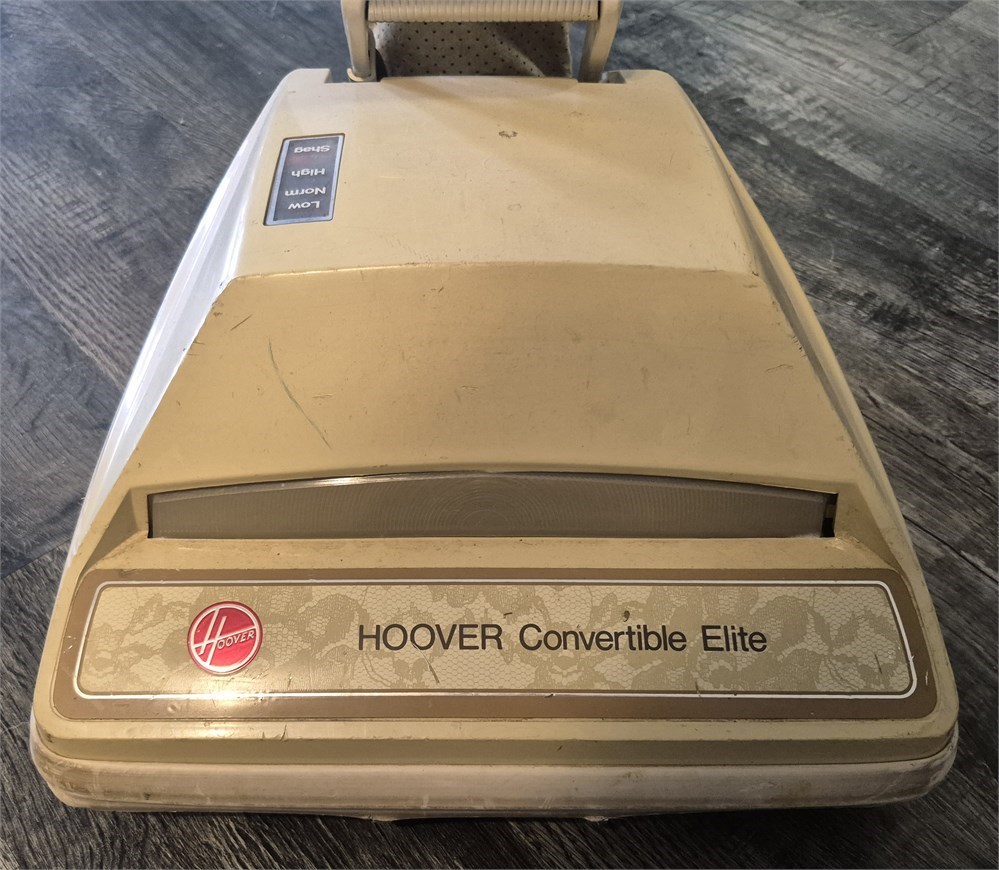 Shag
High
Norm
Low
HOOVER
HOOVER Convertible Elite